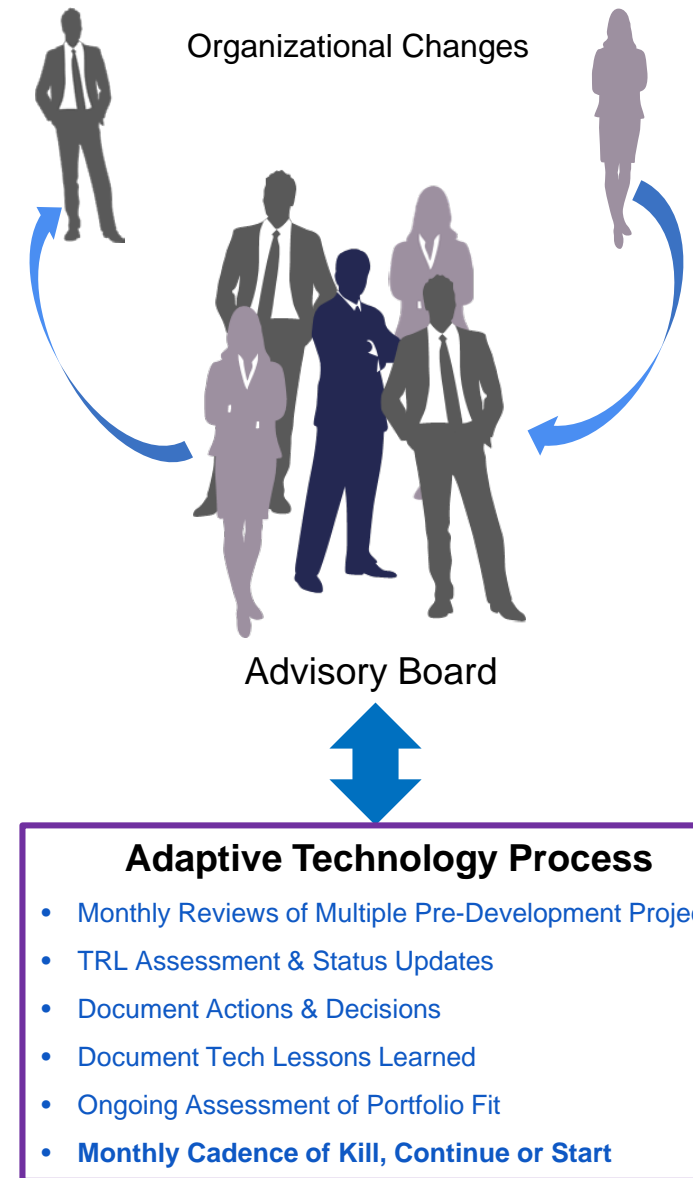 Organizational Changes
Advisory Board
Adaptive Technology Process
• Monthly Reviews of Multiple Pre-Development
• TRL Assessment & Status Updates
• Document Actions & Decisions
• Document Tech Lessons Learned
• Ongoing Assessment of Portfolio Fit
• Monthly Cadence of Kill, Continue or Start